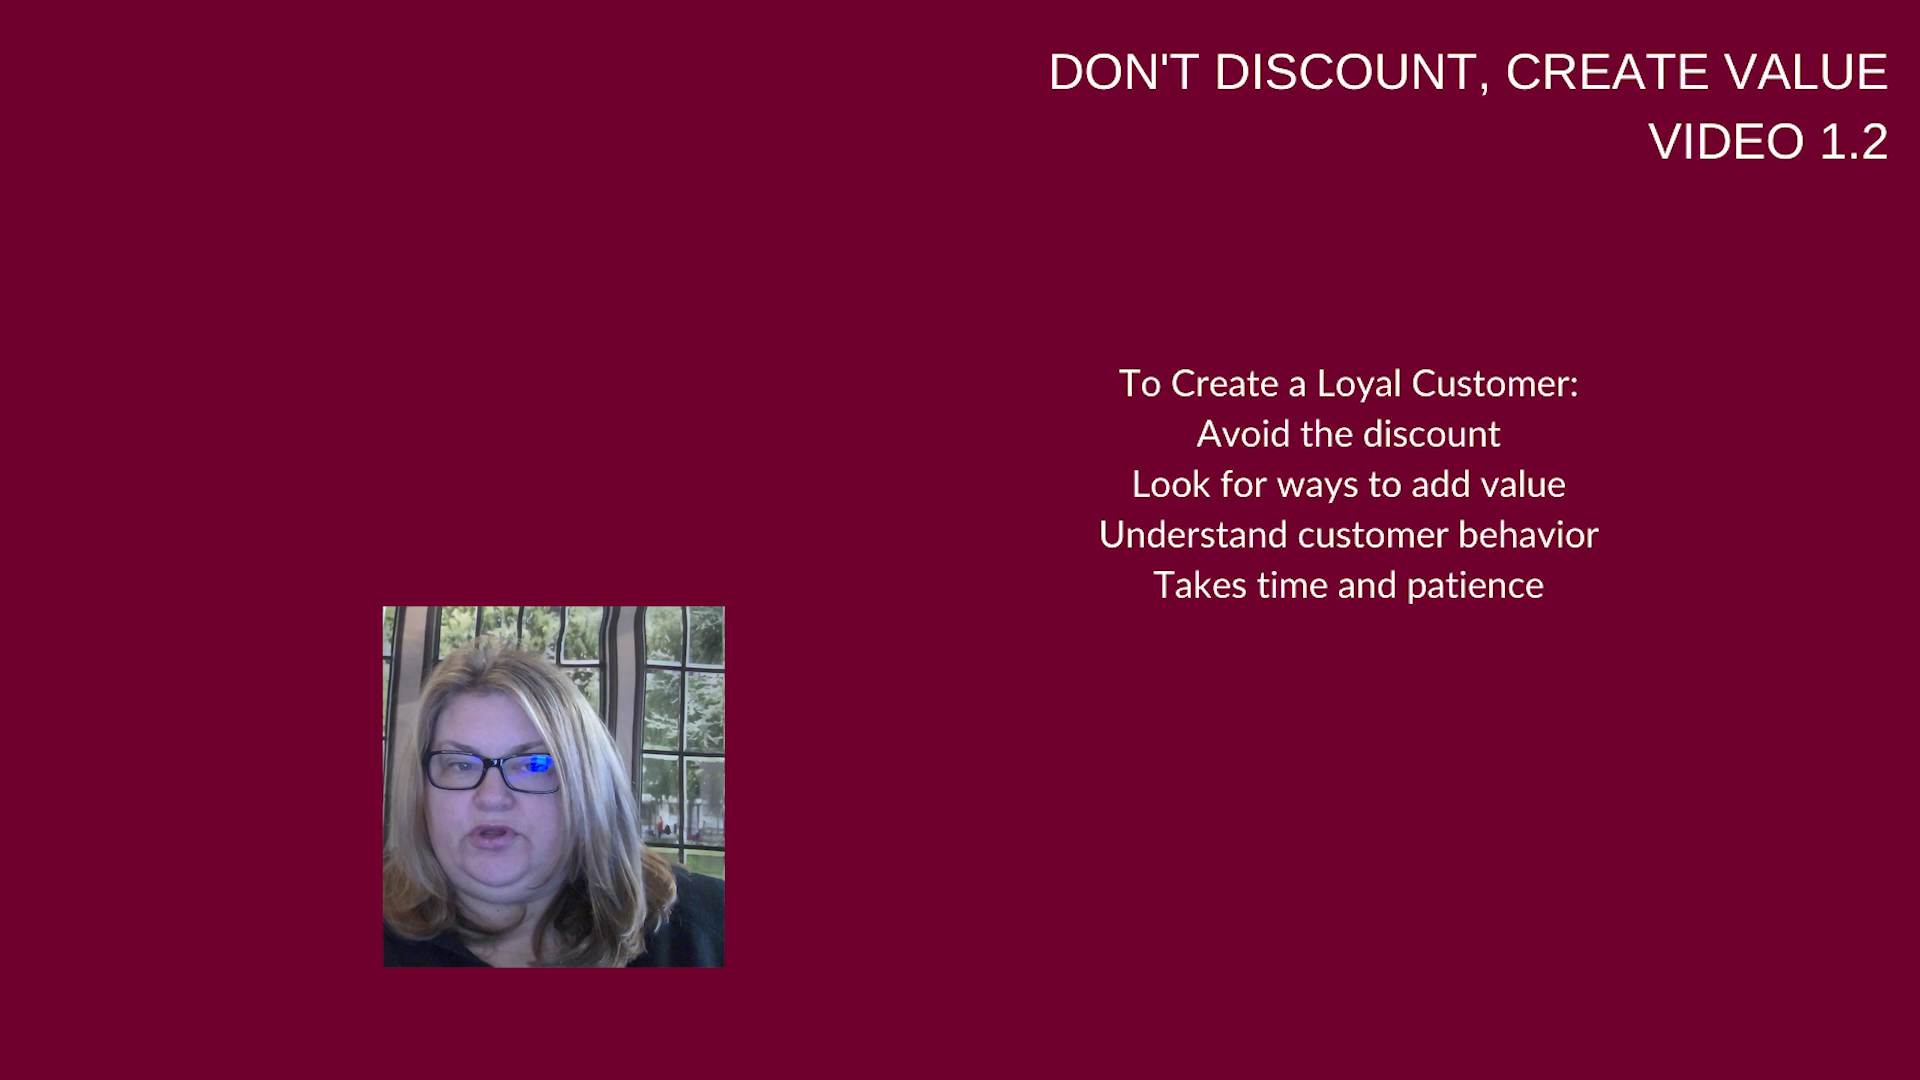 DON'T DISCOUNT, CREATE VALUE
VIDEO 1.2
To Create a Loyal Customer:
Avoid the discount
Look for ways to add value
Understand customer behavior
Takes time and patience